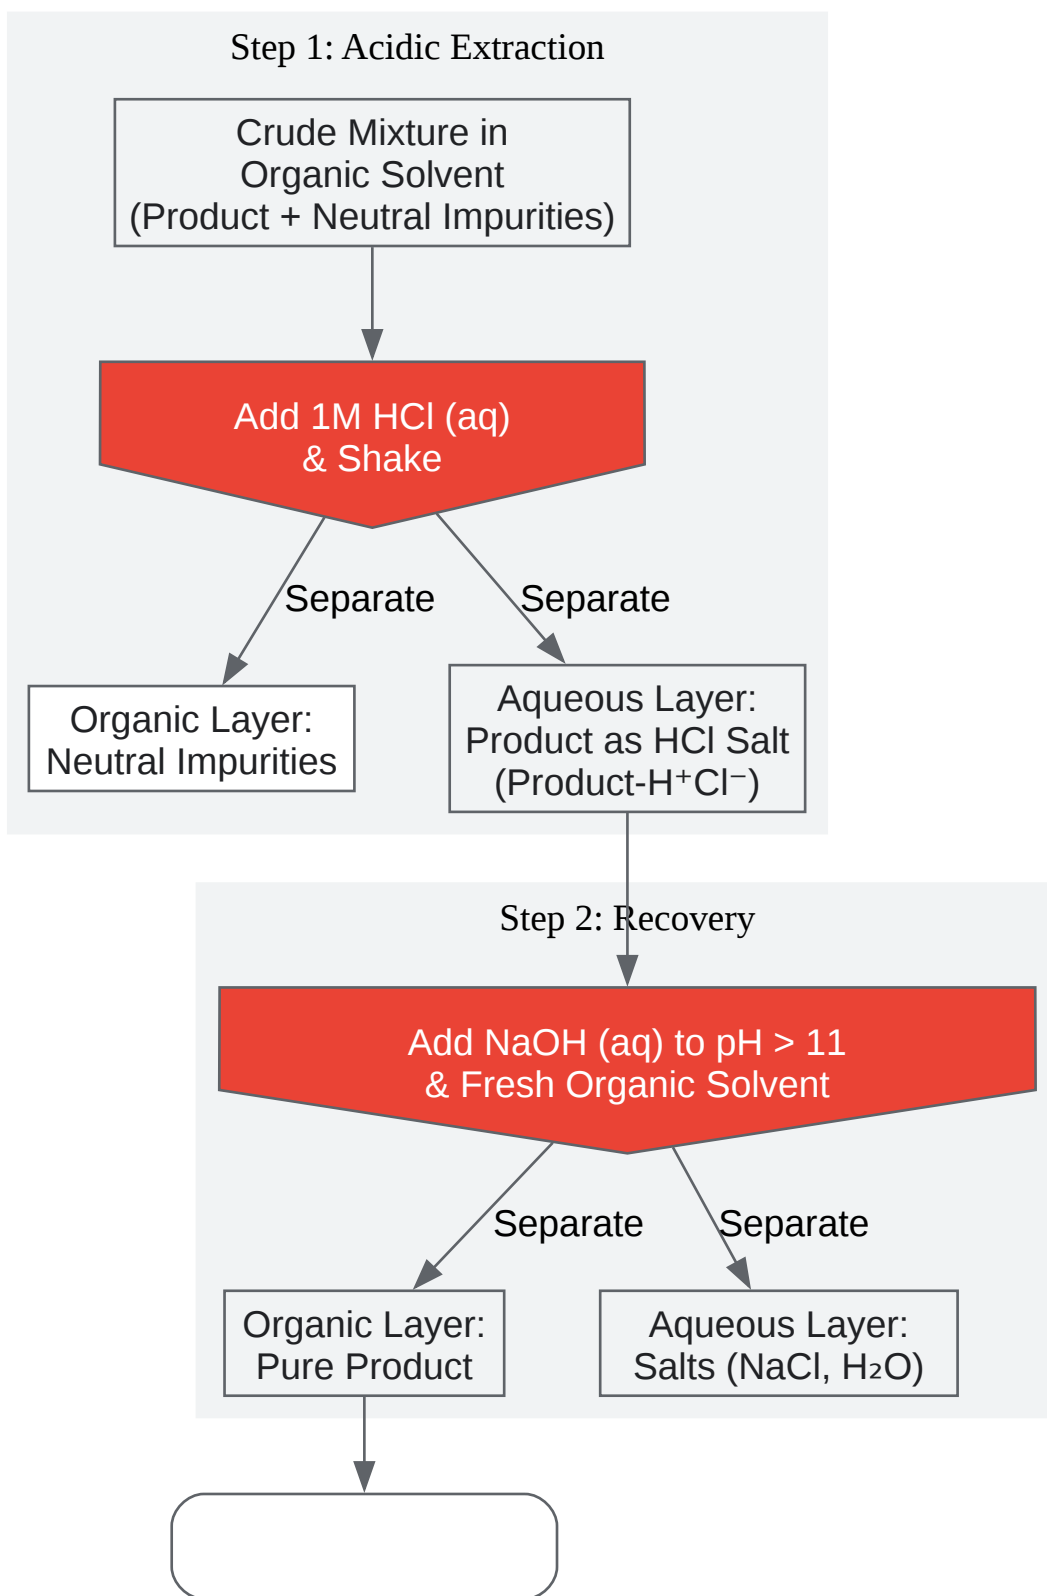 Step 1: Acidic Extraction
Crude Mixture in
Organic Solvent
(Product + Neutral Impurities)
Add 1M HCl (aq)
& Shake
Separate
Separate
Organic Layer:
Neutral Impurities
Aqueous Layer:
Product as HCl Salt
(Product-H⁺Cl⁻)
Step 2: Recovery
Add NaOH (aq) to pH > 11
& Fresh Organic Solvent
Separate
Separate
Organic Layer:
Pure Product
Aqueous Layer:
Salts (NaCl, H₂O)